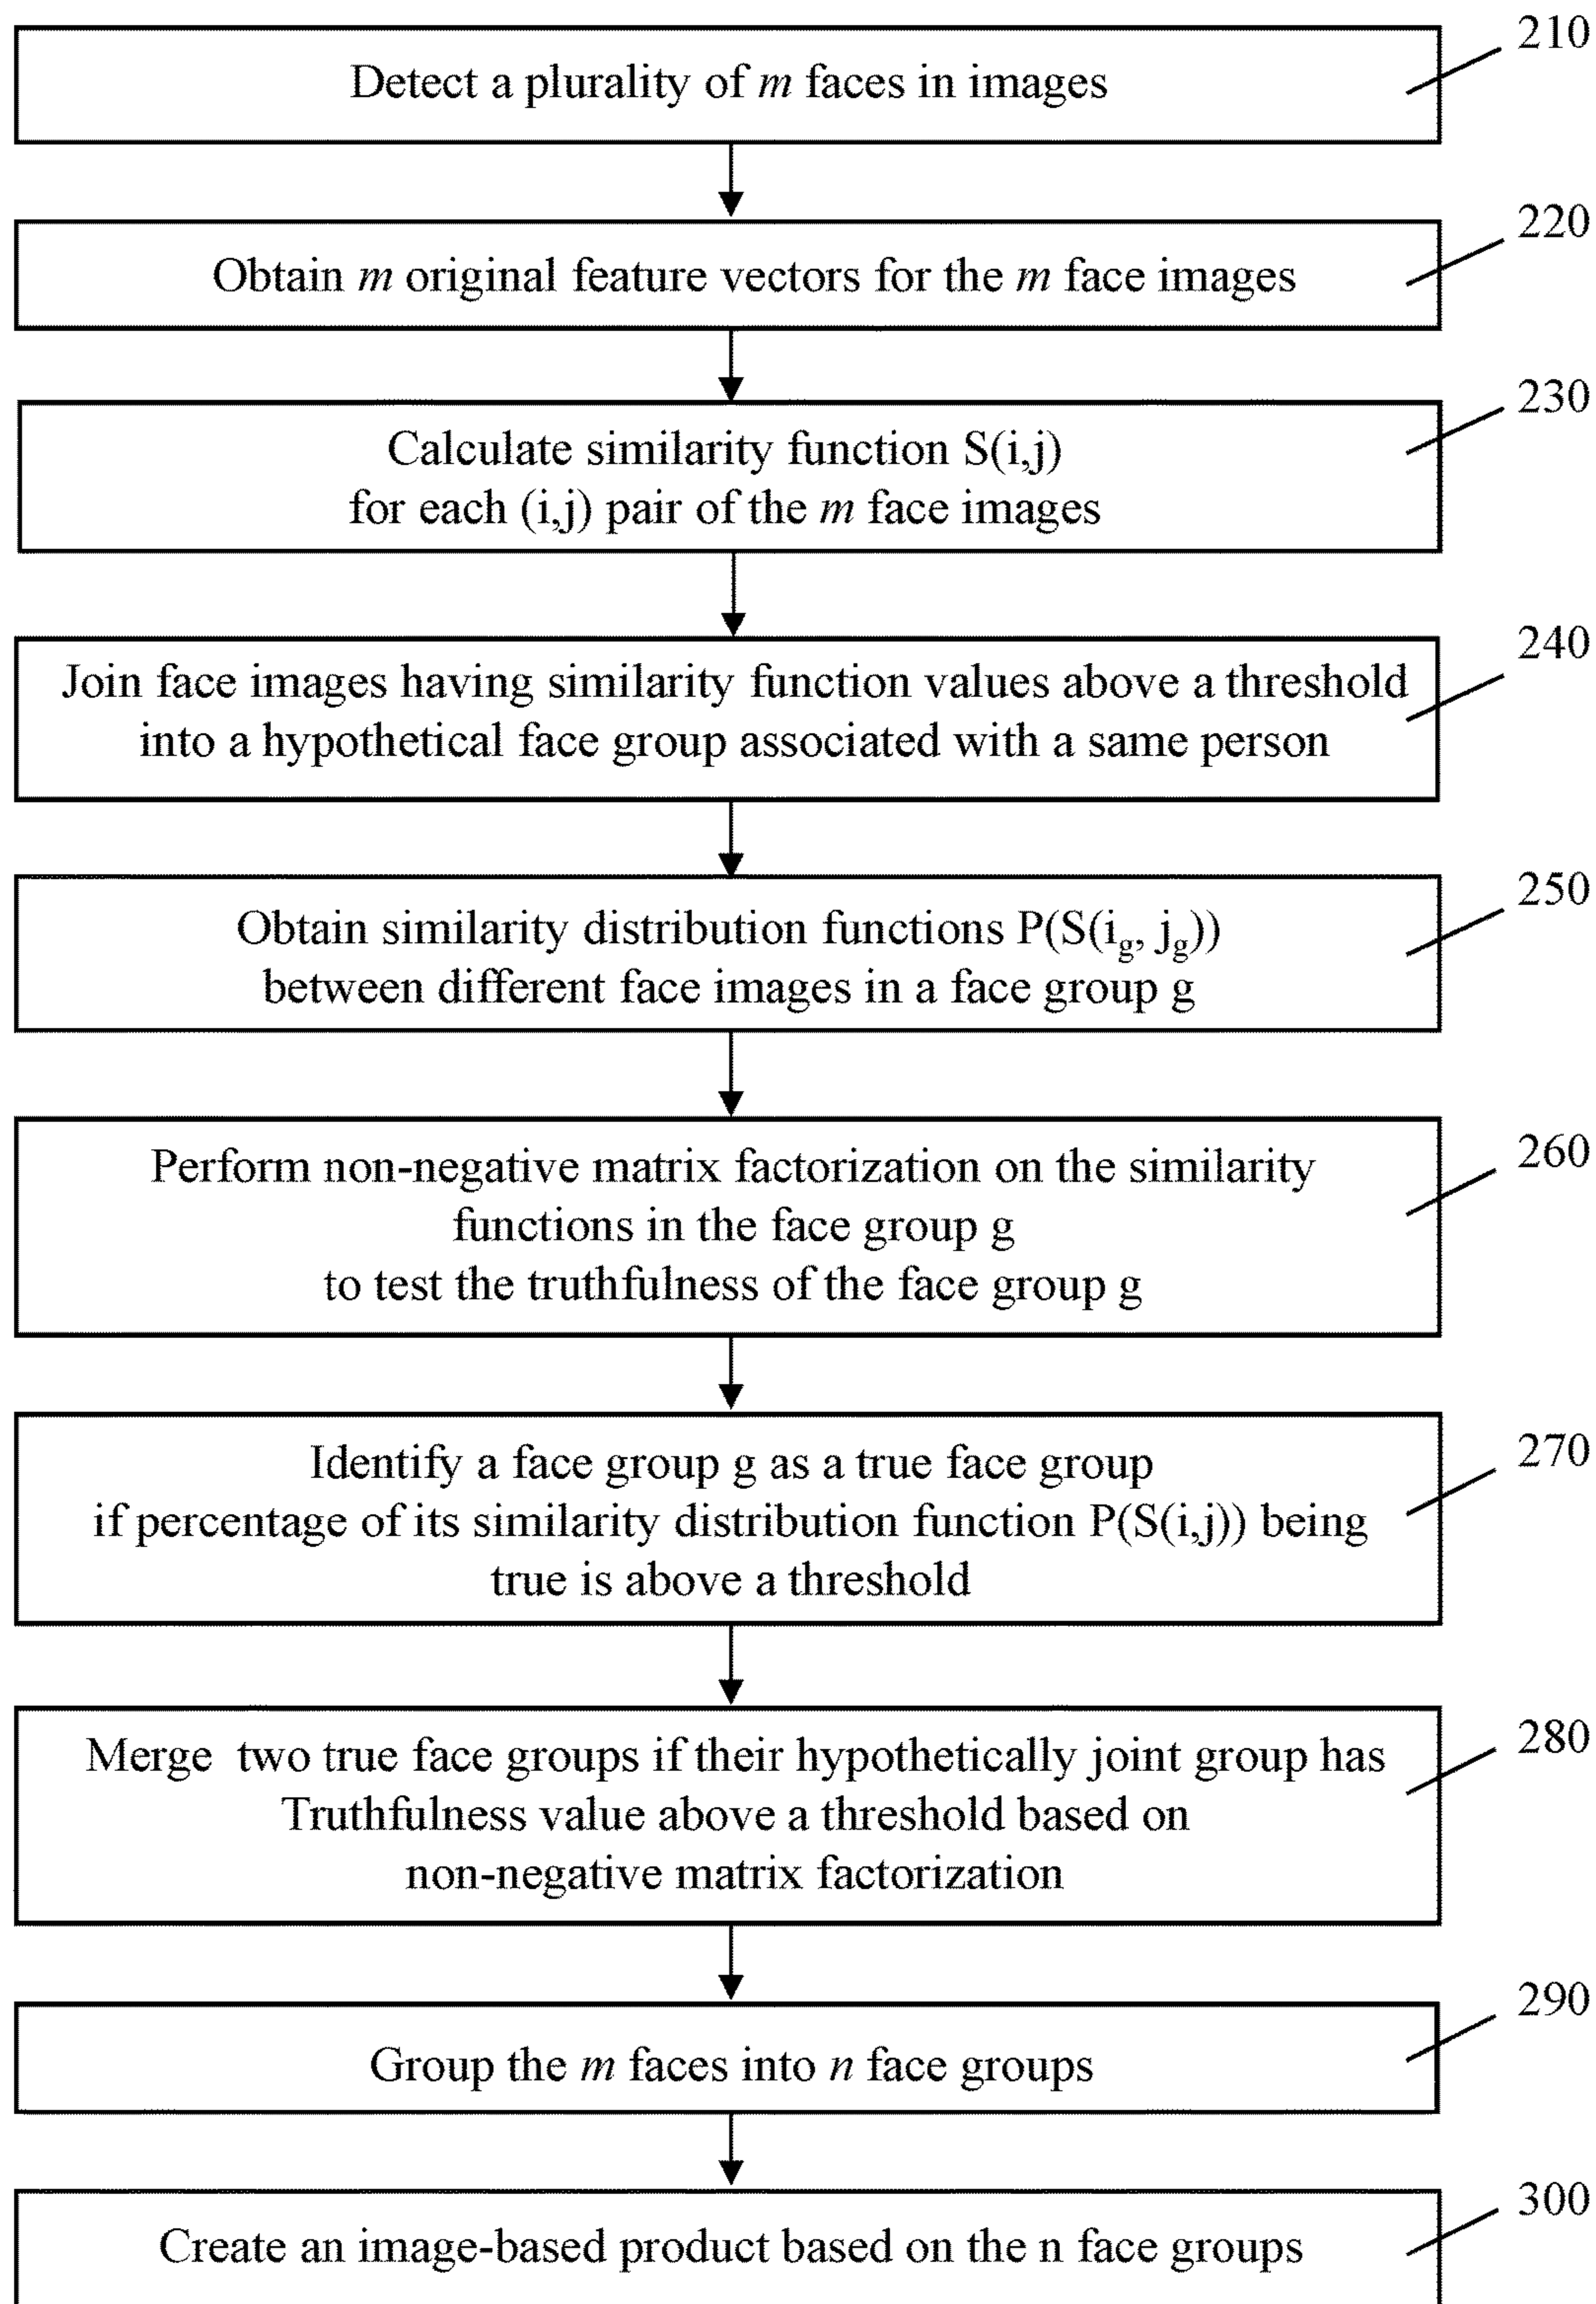 210
Detect a plurality of m faces in images
220
Obtain m original feature vectors for the m face images
230
Calculate similarity function S(i,j)
for each (i,j) pair of the m face images
240
Join face images having similarity function values above a threshold
into a hypothetical face group associated with a same person
250
Obtain similarity distribution functions P(S(i_g, j_g))
between different face images in a face group g
260
Perform non-negative matrix factorization on the similarity
functions in the face group g
to test the truthfulness of the face group g
270
Identify a face group g as a true face group
if percentage of its similarity distribution function P(S(i,j)) being
true is above a threshold
280
Merge two true face groups if their hypothetically joint group has
Truthfulness value above a threshold based on
non-negative matrix factorization
290
Group the m faces into n face groups
300
Create an image-based product based on the n face groups